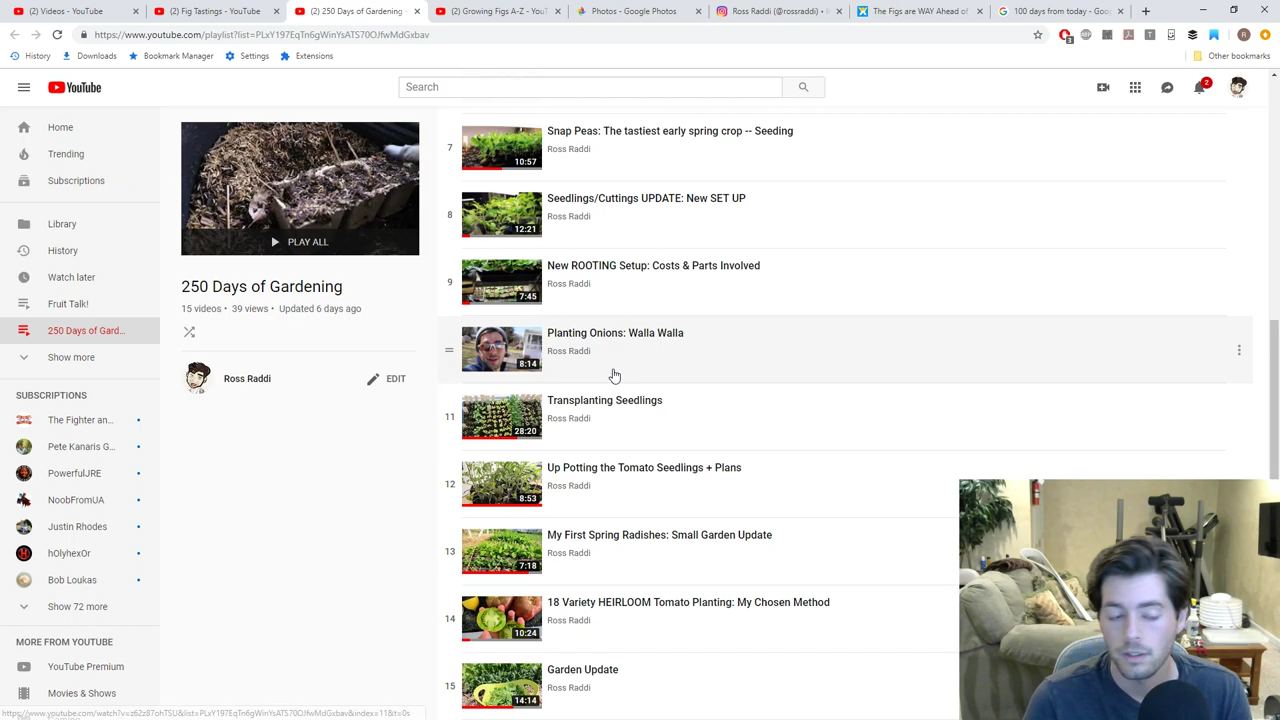 (2) Videos - YouTube
(2) Fig Tastings - YouTube
(2) 250 Days of Gardening
(2) Growing Figs A-Z - YouT
Photos - Google Photos
Ross Raddi (@rossraddi) •
The Figs are WAY Ahead of
100 days from today - Goog
https://www.youtube.com/playlist?list=PLxY197EqTn6gWinYsATS70OJfwMdGxbav
3
History
Downloads
Bookmark Manager
Settings
Extensions
Other bookmarks
YouTube
Search
2
Home
Trending
Subscriptions
Library
History
Watch later
Fruit Talk!
250 Days of Gard...
Show more
SUBSCRIPTIONS
The Fighter an...
Pete Kanaris G...
PowerfulJRE
NoobFromUA
Justin Rhodes
h0lyhexOr
Bob Loukas
Show 72 more
MORE FROM YOUTUBE
YouTube Premium
Movies & Shows
PLAY ALL
250 Days of Gardening
15 videos • 39 views • Updated 6 days ago
Ross Raddi
EDIT
7
10:57
Snap Peas: The tastiest early spring crop -- Seeding
Ross Raddi
8
12:21
Seedlings/Cuttings UPDATE: New SET UP
Ross Raddi
9
7:45
New ROOTING Setup: Costs & Parts Involved
Ross Raddi
8:14
Planting Onions: Walla Walla
Ross Raddi
11
28:20
Transplanting Seedlings
Ross Raddi
12
8:53
Up Potting the Tomato Seedlings + Plans
Ross Raddi
13
7:18
My First Spring Radishes: Small Garden Update
Ross Raddi
14
10:24
18 Variety HEIRLOOM Tomato Planting: My Chosen Method
Ross Raddi
15
14:14
Garden Update
Ross Raddi